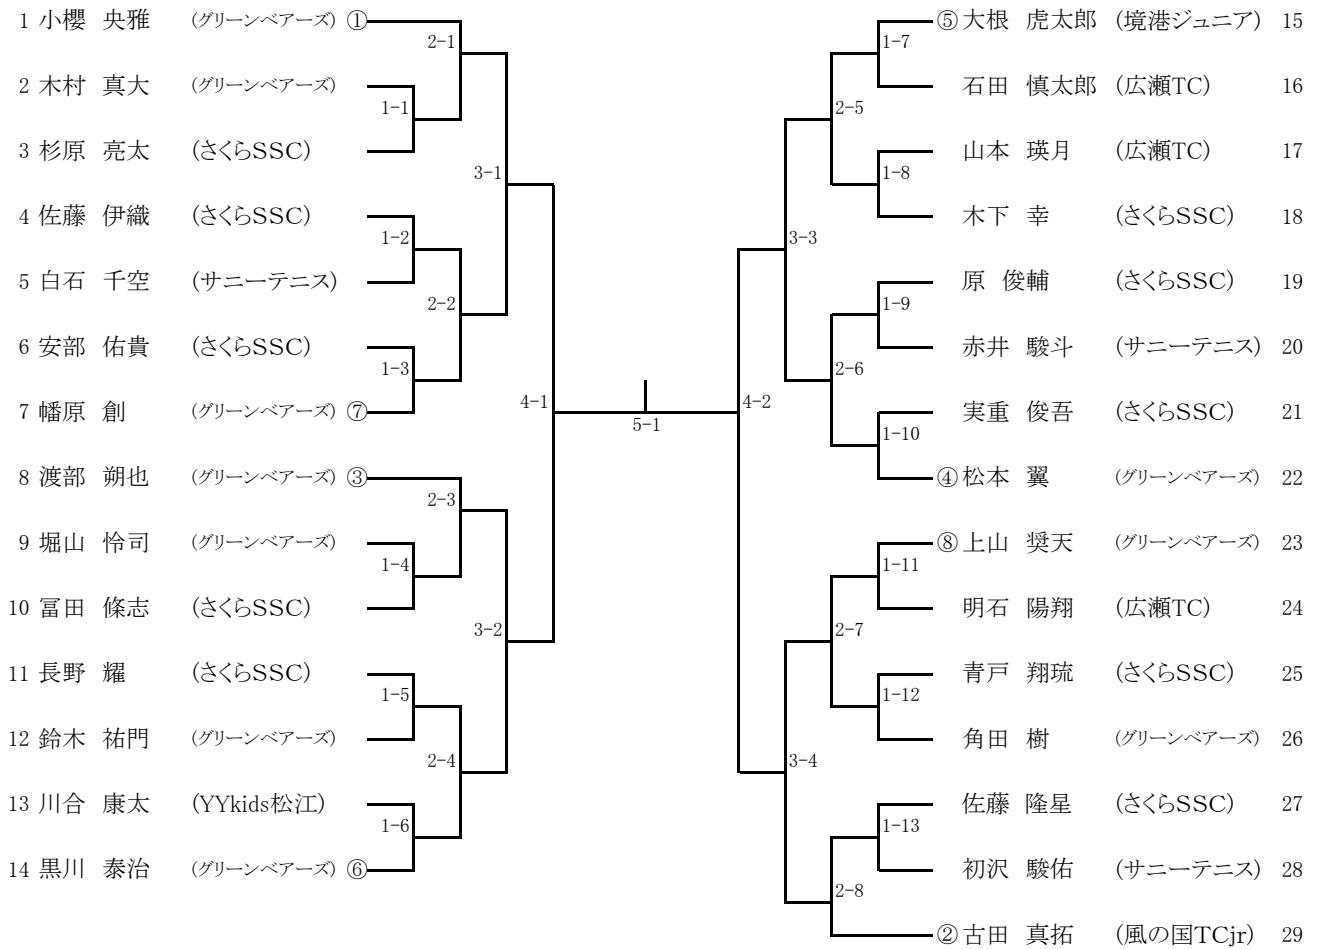 1 小櫻 央雅 (グリーンベアーズ) ①
2-1
2 木村 真大 (グリーンベアーズ)
1-1
3 杉原 亮太 (さくらSSC)
3-1
4 佐藤 伊織 (さくらSSC)
1-2
5 白石 千空 (サニーテニス)
2-2
6 安部 佑貴 (さくらSSC)
1-3
7 幡原 創 (グリーンベアーズ) ⑦
4-1
8 渡部 朔也 (グリーンベアーズ) ③
2-3
9 堀山 怜司 (グリーンベアーズ)
1-4
10 冨田 條志 (さくらSSC)
3-2
11 長野 耀 (さくらSSC)
1-5
12 鈴木 祐門 (グリーンベアーズ)
2-4
13 川合 康太 (YYkids松江)
1-6
14 黒川 泰治 (グリーンベアーズ) ⑥
5-1
⑤ 大根 虎太郎 (境港ジュニア) 15
1-7
石田 慎太郎 (広瀬TC) 16
2-5
山本 瑛月 (広瀬TC) 17
1-8
木下 幸 (さくらSSC) 18
3-3
原 俊輔 (さくらSSC) 19
1-9
赤井 駿斗 (サニーテニス) 20
2-6
実重 俊吾 (さくらSSC) 21
4-2
1-10
④ 松本 翼 (グリーンベアーズ) 22
⑧ 上山 奨天 (グリーンベアーズ) 23
1-11
明石 陽翔 (広瀬TC) 24
2-7
青戸 翔琉 (さくらSSC) 25
1-12
角田 樹 (グリーンベアーズ) 26
3-4
佐藤 隆星 (さくらSSC) 27
1-13
初沢 駿佑 (サニーテニス) 28
2-8
② 古田 真拓 (風の国TCjr) 29